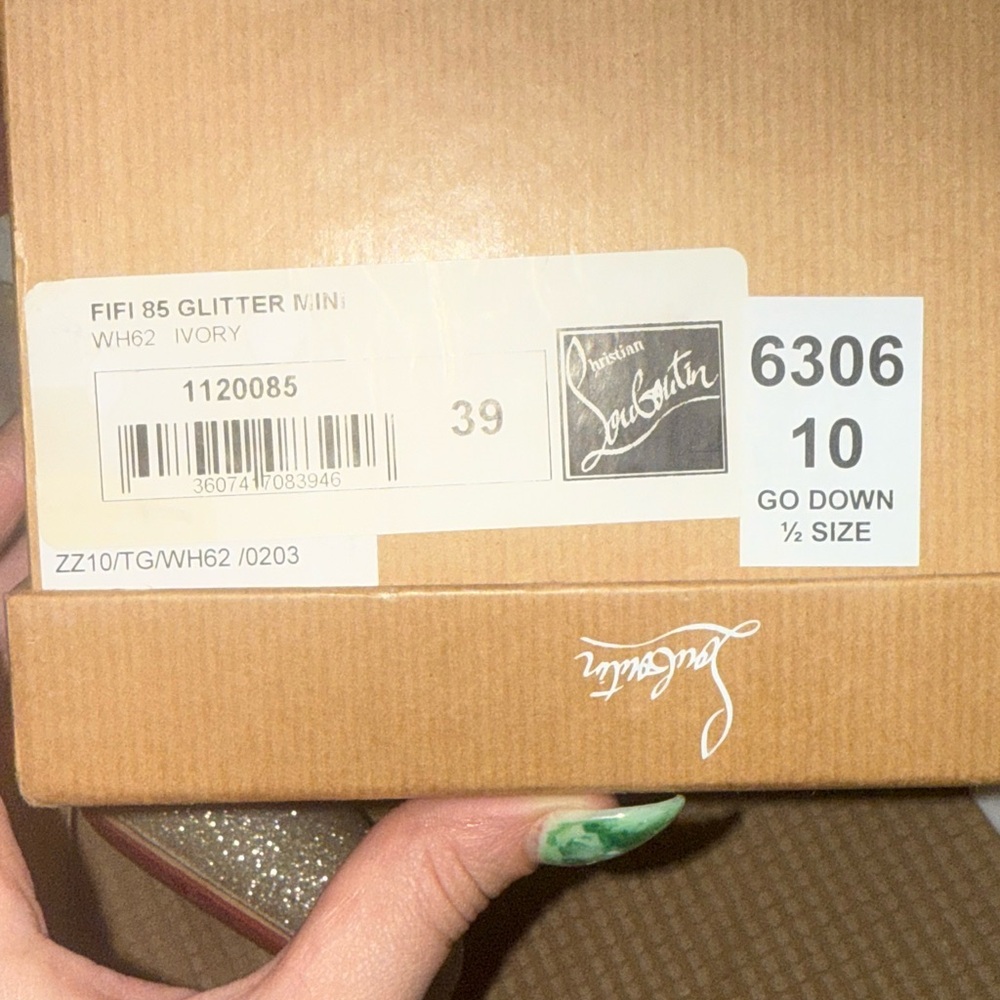 FIFI 85 GLITTER MINI
WH62 IVORY
1120085
39
3607417083946
Christian
Louboutin
6306
10
GO DOWN
½ SIZE
ZZ10/TG/WH62 /0203
Louboutin